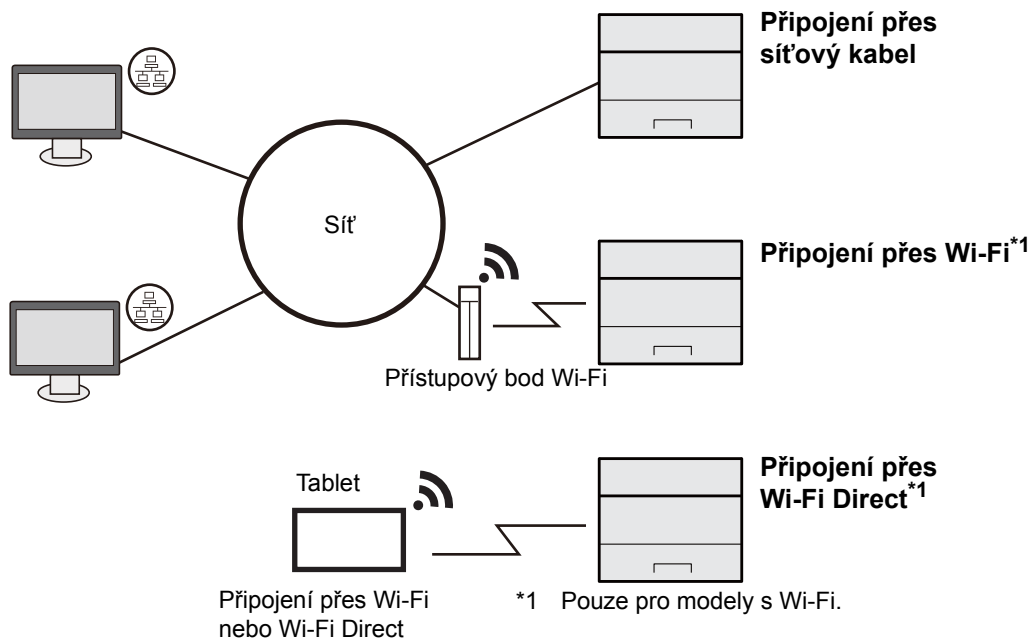 Připojení přes
síťový kabel
Síť
Připojení přes Wi-Fi*1
Přístupový bod Wi-Fi
Připojení přes
Wi-Fi Direct*1
Tablet
Připojení přes Wi-Fi
nebo Wi-Fi Direct
*1 Pouze pro modely s Wi-Fi.